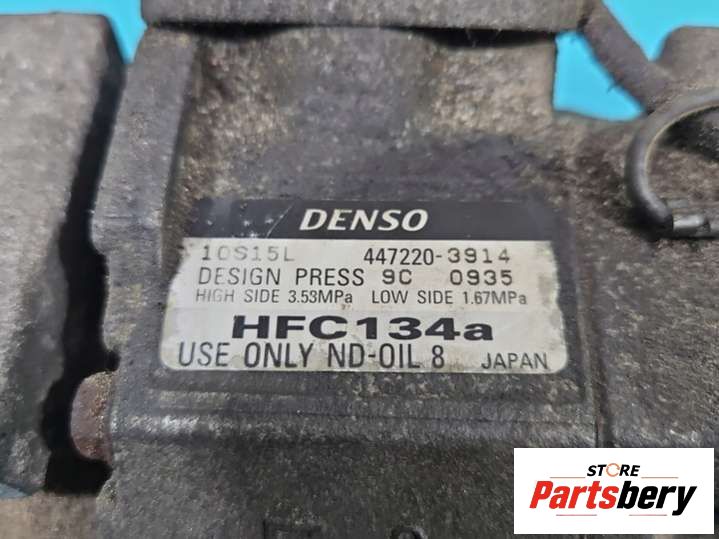 DENSO
10S15L 447220-3914
DESIGN PRESS 9C 0935
HIGH SIDE 3.53MPa LOW SIDE 1.67MPa
HFC134a
USE ONLY ND-OIL 8 JAPAN
STORE
Partsbery